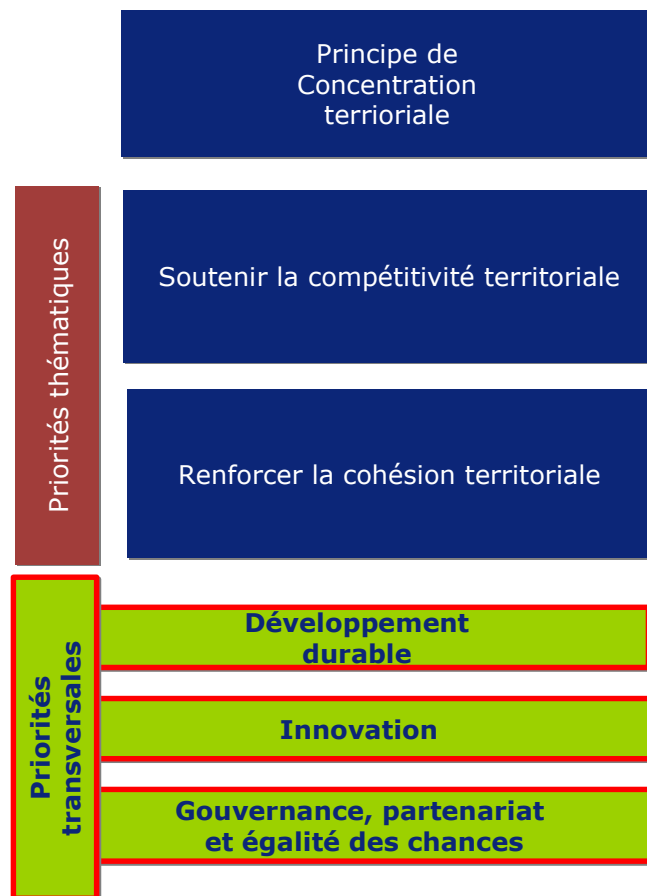 Principe de
Concentration
terrioriale
Priorités thématiques
Soutenir la compétitivité territoriale
Renforcer la cohésion territoriale
Priorités
transversales
Développement
durable
Innovation
Gouvernance, partenariat
et égalité des chances